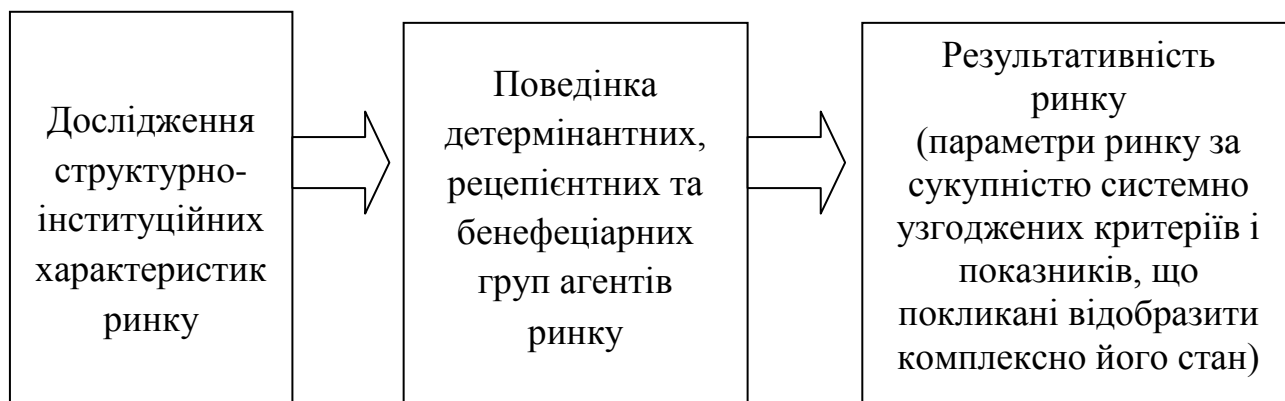 Дослідження
структурно-
інституційних
характеристик
ринку
Поведінка
детермінантних,
рецепієнтних та
бенефеціарних
груп агентів
ринку
Результативність
ринку
(параметри ринку за
сукупністю системно
узгоджених критеріїв і
показників, що
покликані відобразити
комплексно його стан)